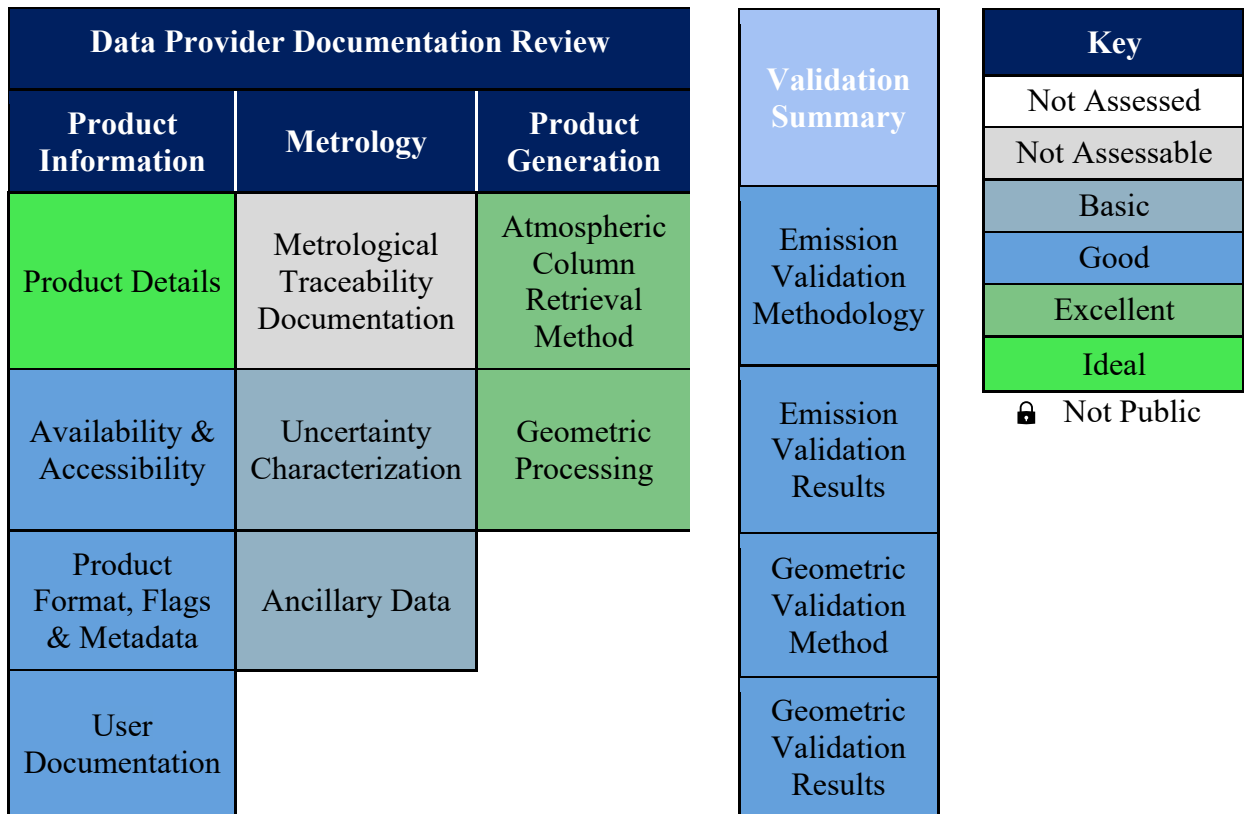 Data Provider Documentation Review
Product
Information
Metrology
Product
Generation
Product Details
Metrological
Traceability
Documentation
Atmospheric
Column
Retrieval
Method
Availability &
Accessibility
Uncertainty
Characterization
Geometric
Processing
Product
Format, Flags
& Metadata
Ancillary Data
User
Documentation
Validation
Summary
Emission
Validation
Methodology
Emission
Validation
Results
Geometric
Validation
Method
Geometric
Validation
Results
Key
Not Assessed
Not Assessable
Basic
Good
Excellent
Ideal
Not Public